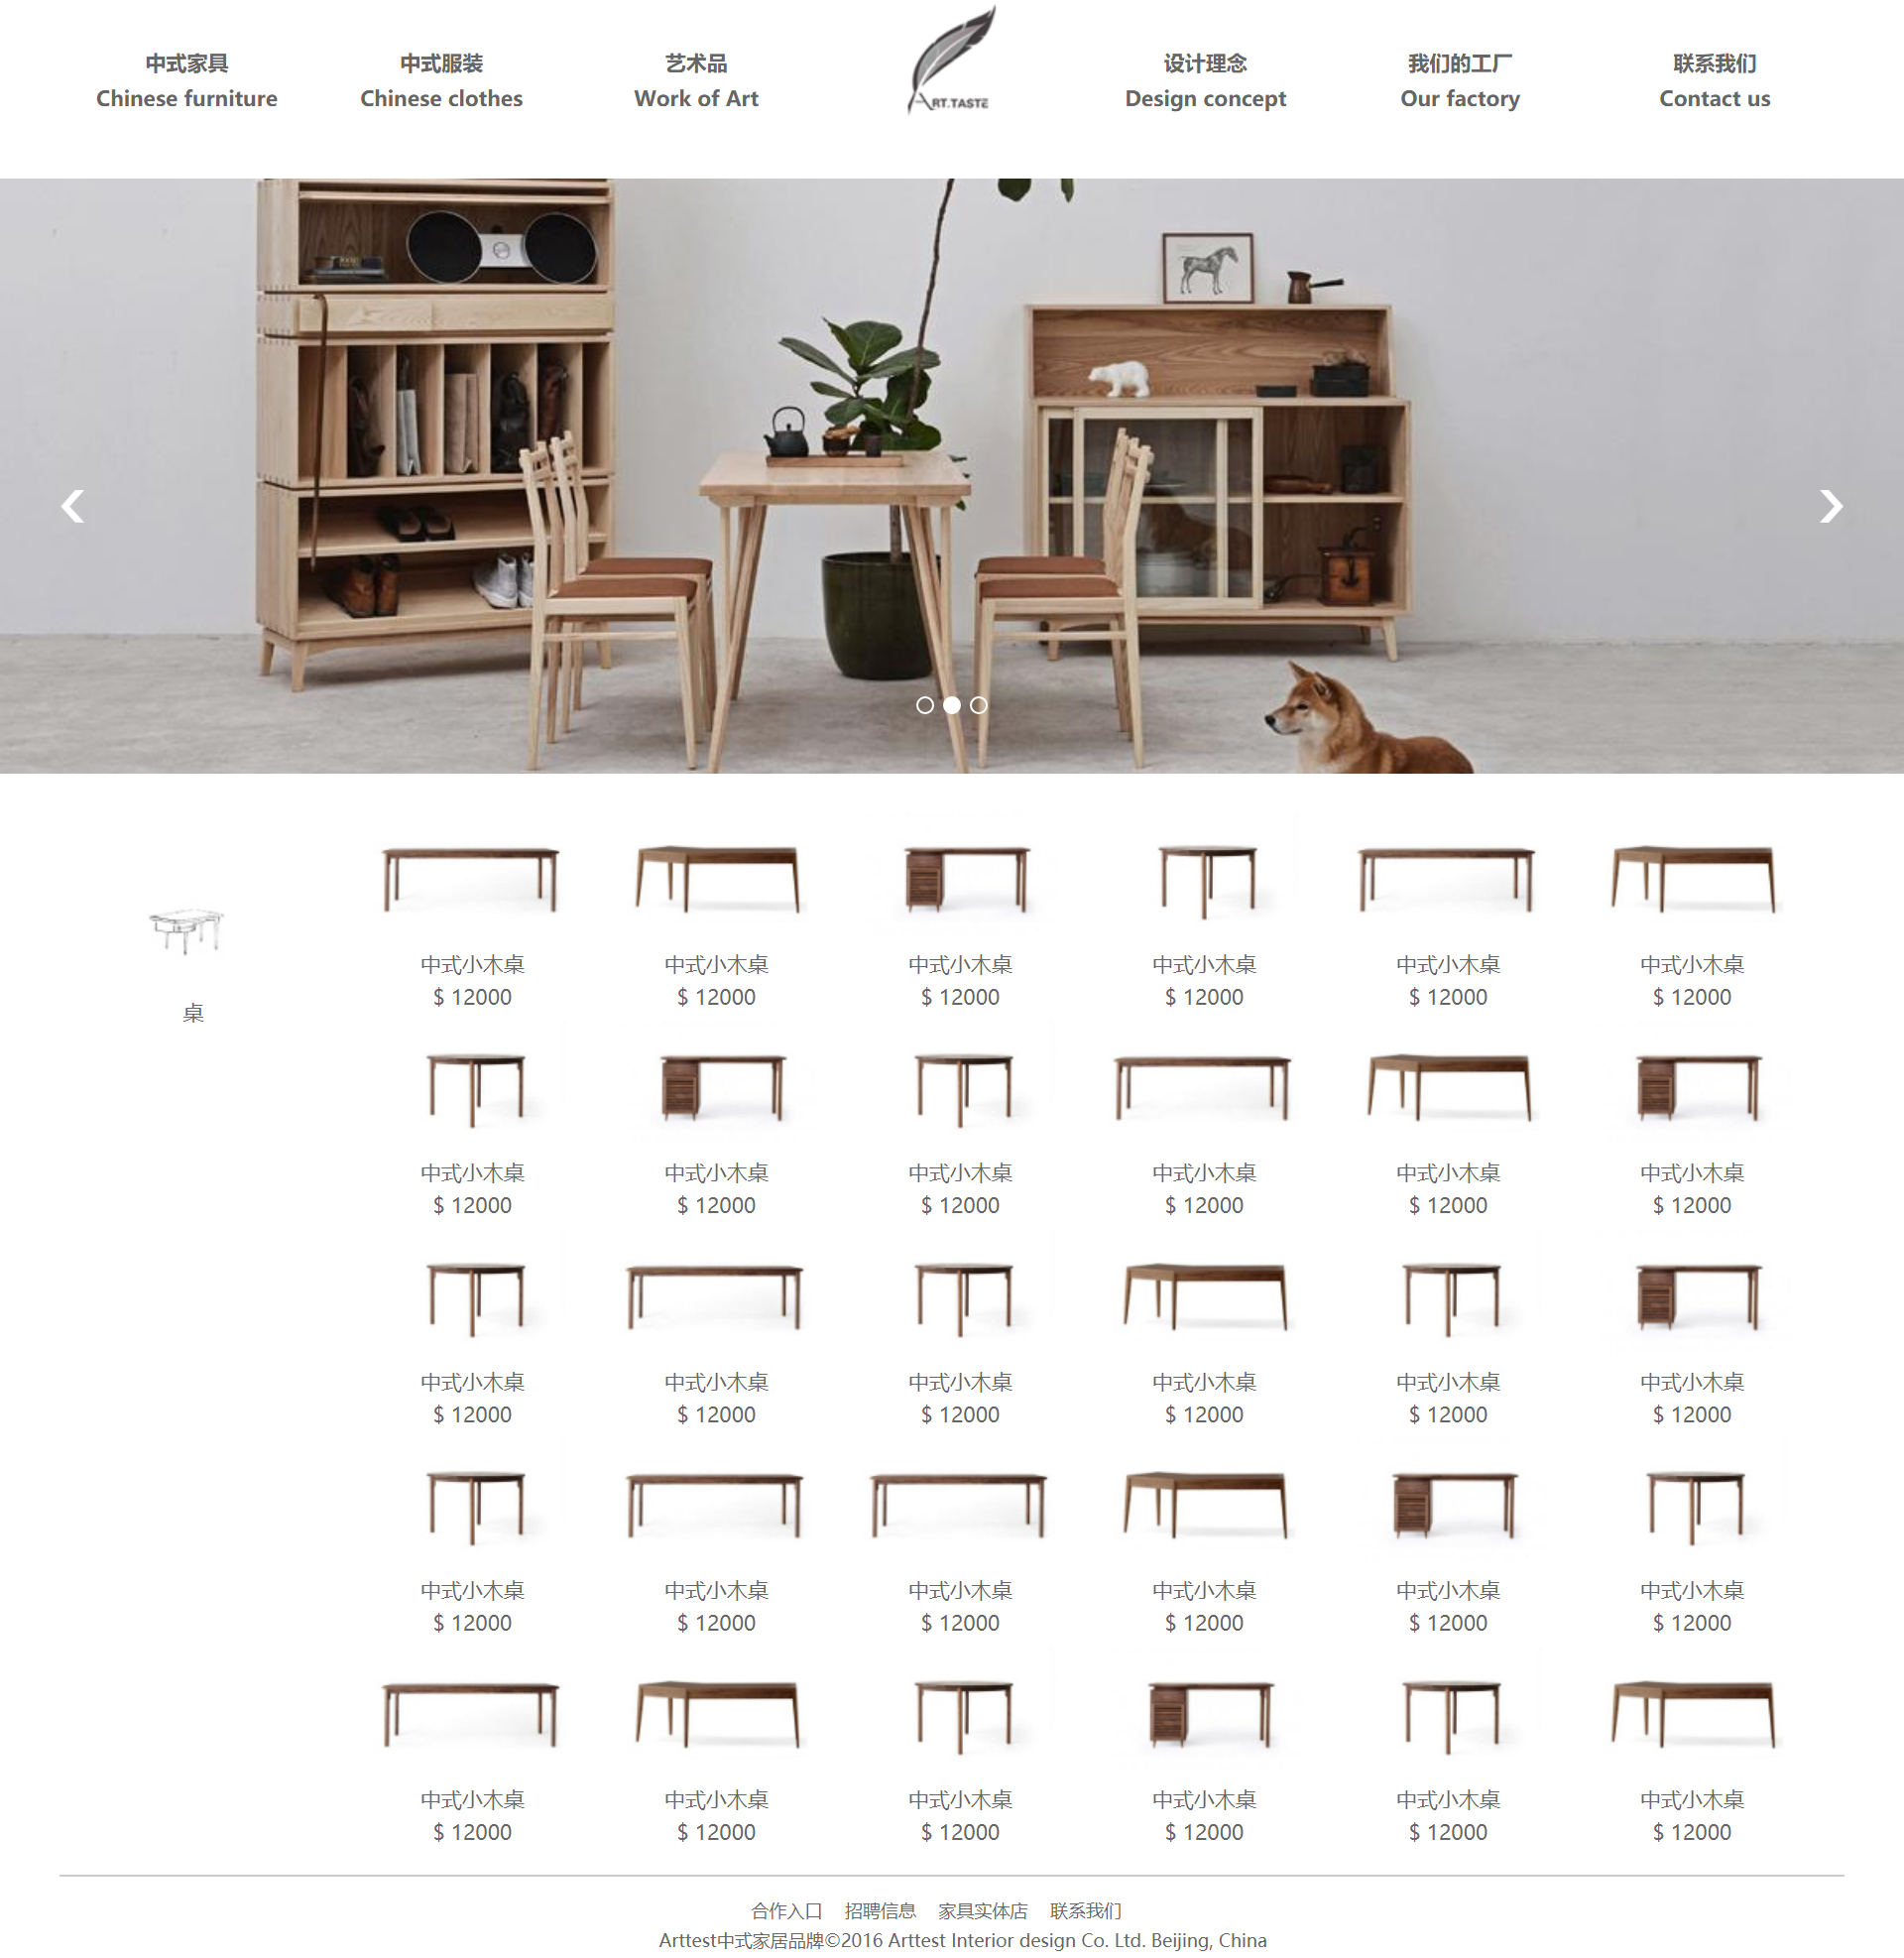 中式家具
Chinese furniture
中式服装
Chinese clothes
艺术品
Work of Art
ART.TASTE
设计理念
Design concept
我们的工厂
Our factory
联系我们
Contact us
桌
中式小木桌 中式小木桌 中式小木桌 中式小木桌 中式小木桌 中式小木桌
$ 12000 $ 12000 $ 12000 $ 12000 $ 12000 $ 12000
中式小木桌 中式小木桌 中式小木桌 中式小木桌 中式小木桌 中式小木桌
$ 12000 $ 12000 $ 12000 $ 12000 $ 12000 $ 12000
中式小木桌 中式小木桌 中式小木桌 中式小木桌 中式小木桌 中式小木桌
$ 12000 $ 12000 $ 12000 $ 12000 $ 12000 $ 12000
中式小木桌 中式小木桌 中式小木桌 中式小木桌 中式小木桌 中式小木桌
$ 12000 $ 12000 $ 12000 $ 12000 $ 12000 $ 12000
中式小木桌 中式小木桌 中式小木桌 中式小木桌 中式小木桌 中式小木桌
$ 12000 $ 12000 $ 12000 $ 12000 $ 12000 $ 12000
合作入口 招聘信息 家具实体店 联系我们
Arttest中式家居品牌©2016 Arttest Interior design Co. Ltd. Beijing, China